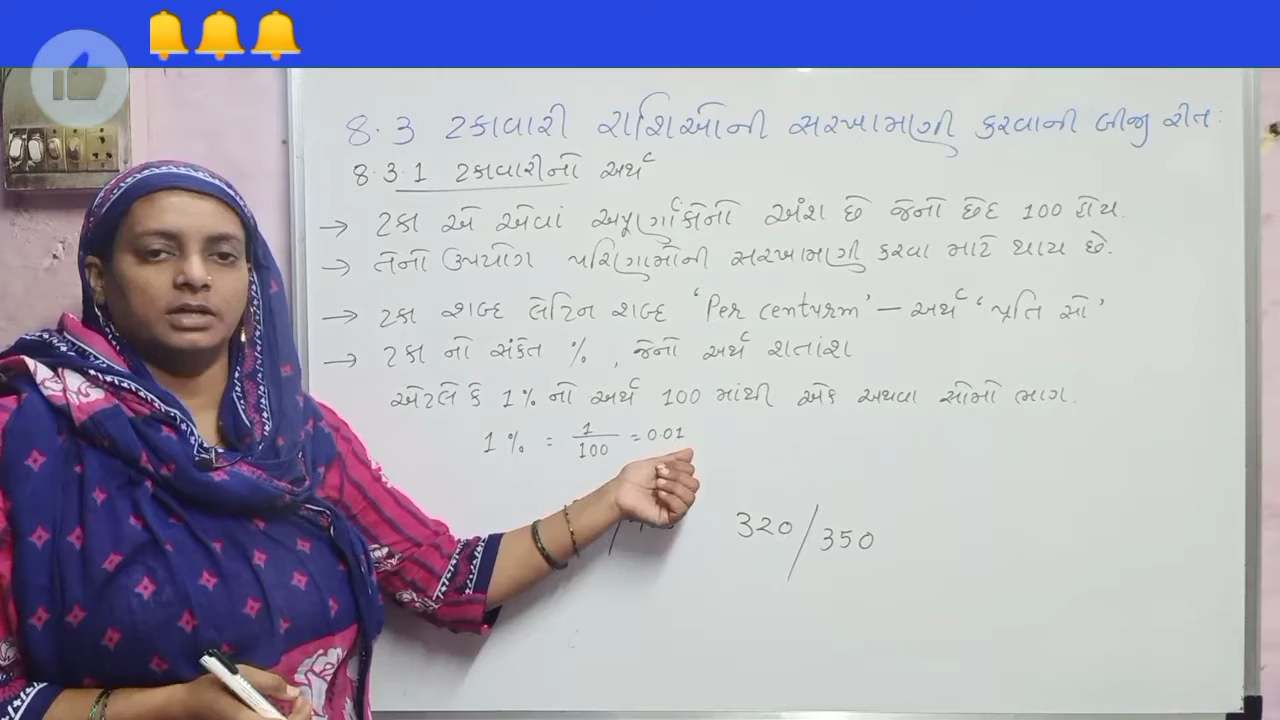 8.3 ટકાવારી રાશિઓની સરખામણી કરવાની બીજી રીત:
8.3.1 ટકાવારીનો અર્થ
→ ટકા એ એવાં અપૂર્ણાંકોનો અંશ છે જેનો છેદ 100 હોય.
→ તેનો ઉપયોગ પરિણામોની સરખામણી કરવા માટે થાય છે.
→ ટકા શબ્દ લેટિન શબ્દ 'Per centurm' – અર્થ 'પ્રતિ સો'
→ ટકા નો સંકેત %, જેનો અર્થ શતાંશ
એટલે કે 1% નો અર્થ 100 માંથી એક અથવા સોમો ભાગ.
1% = 1/100 = 0.01
320/350